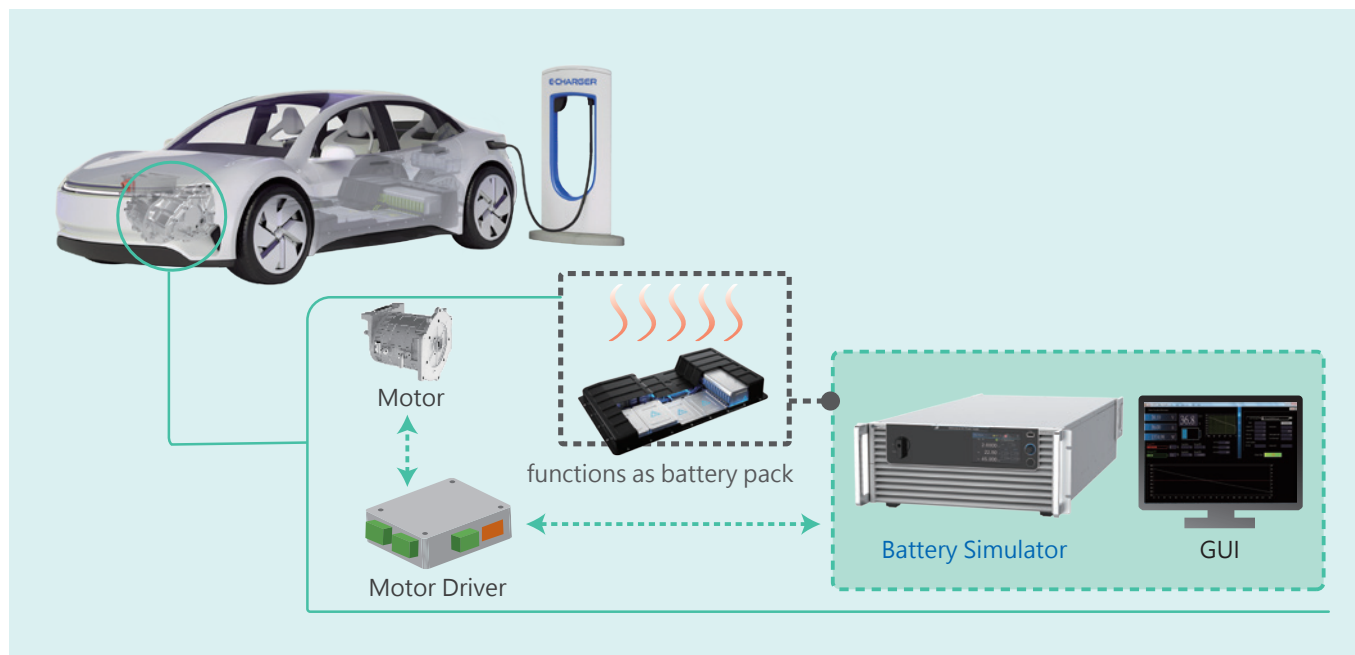 E-CHARGER
Motor
functions as battery pack
Motor Driver
Battery Simulator
GUI